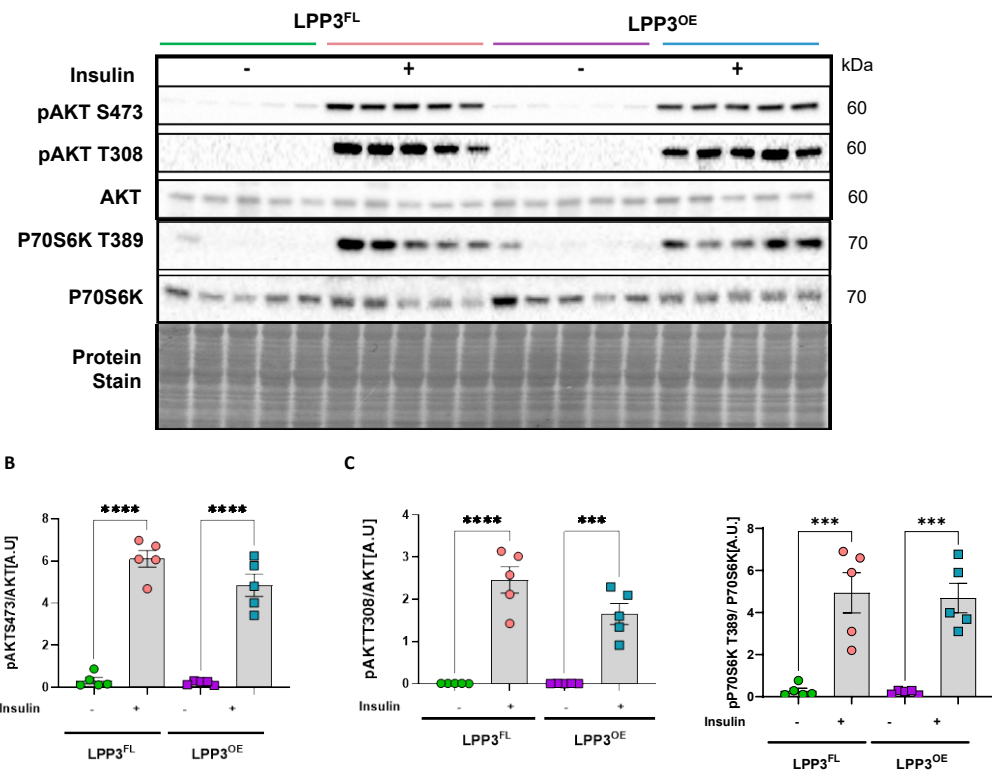 LPP3FL LPP3OE
Insulin - + - + kDa
pAKT S473 60
pAKT T308 60
AKT 60
P70S6K T389 70
P70S6K 70
Protein
Stain
B
pAKTS473/AKT[A.U]
8
6
4
2
0
**** ****
Insulin - + - +
LPP3FL LPP3OE
C
pAKTT308/AKT[A.U]
4
3
2
1
0
**** ***
Insulin - + - +
LPP3FL LPP3OE
pP70S6K T389/ P70S6K[A.U.]
8
6
4
2
0
*** ***
Insulin - + - +
LPP3FL LPP3OE